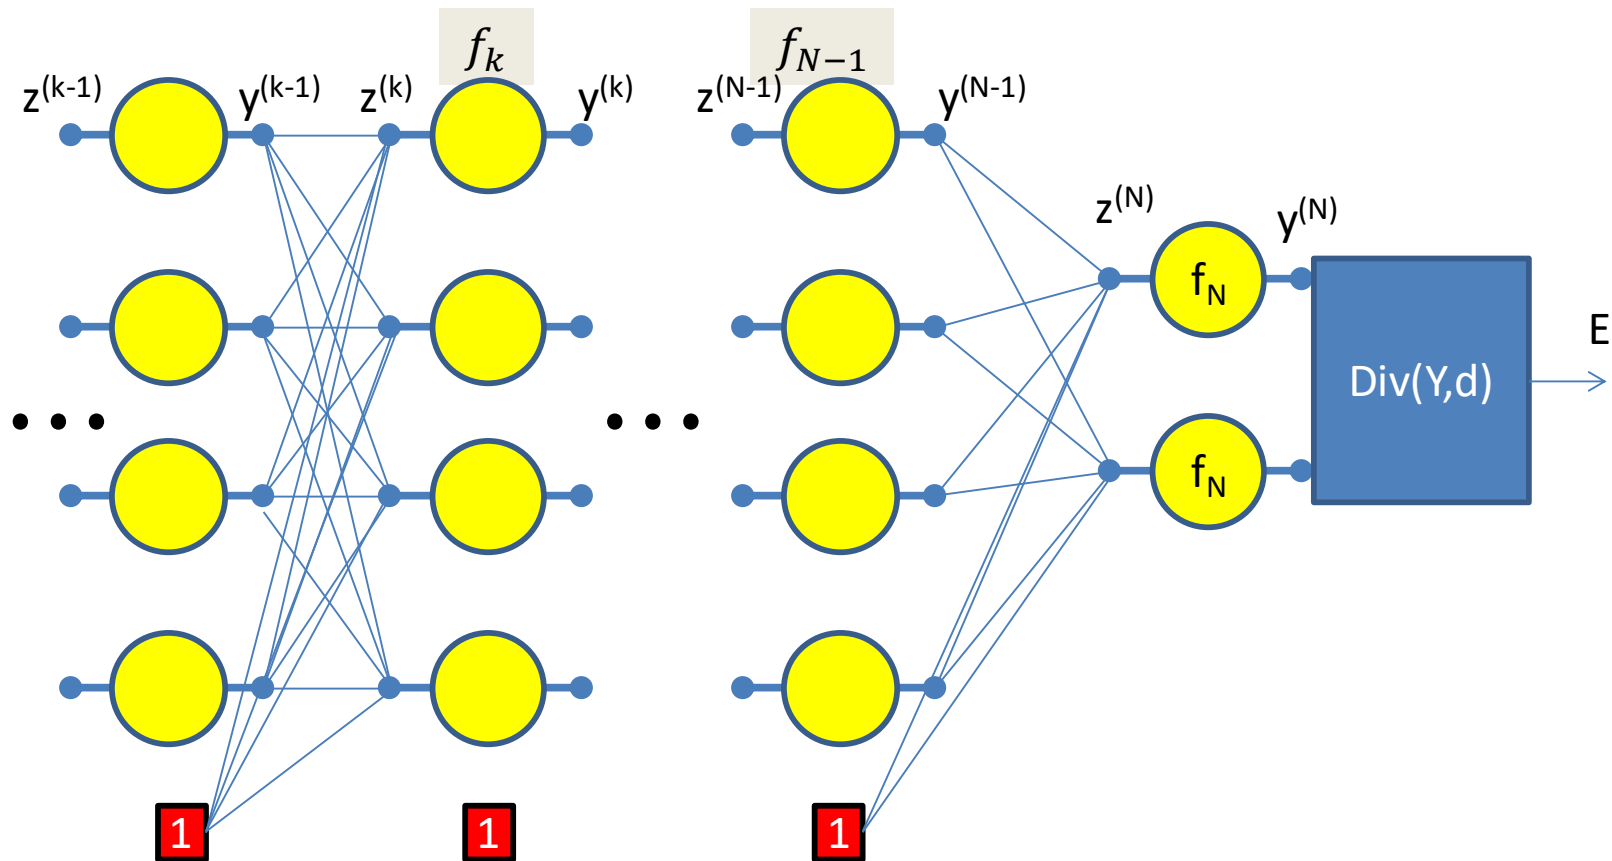 f_k
f_{N−1}
z^{(k-1)}
y^{(k-1)}
z^{(k)}
y^{(k)}
z^{(N-1)}
y^{(N-1)}
z^{(N)}
y^{(N)}
f_N
E
Div(Y,d)
f_N
1
1
1